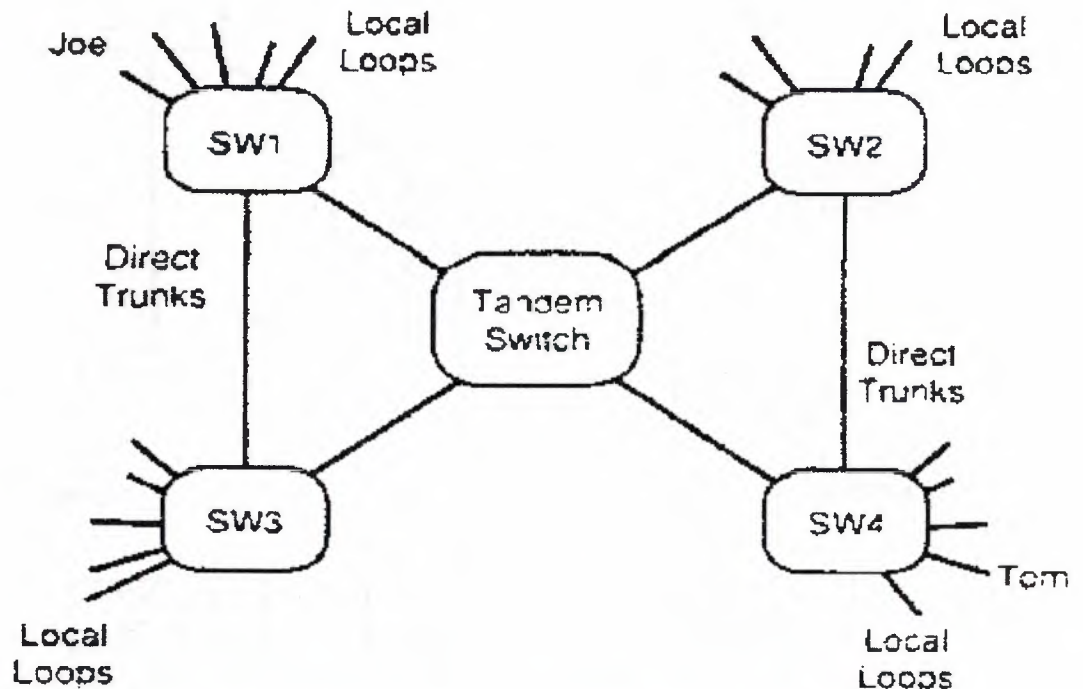 Joe
Local
Loops
Local
Loops
SW1
SW2
Direct
Trunks
Tandem
Switch
Direct
Trunks
SW3
SW4
Tom
Local
Loops
Local
Loops